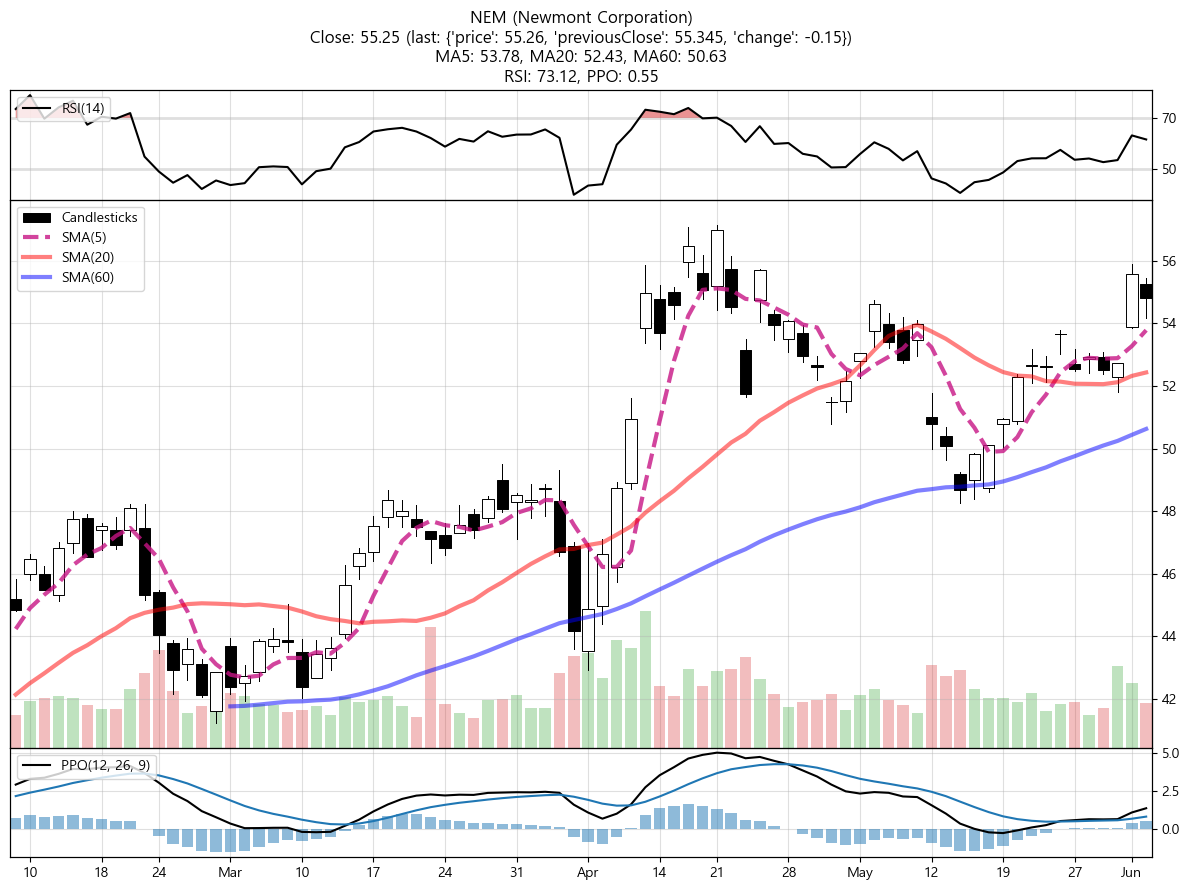 NEM (Newmont Corporation)
Close: 55.25 (last: {'price': 55.26, 'previousClose': 55.345, 'change': -0.15})
MA5: 53.78, MA20: 52.43, MA60: 50.63
RSI: 73.12, PPO: 0.55
RSI(14)
70
50
Candlesticks
SMA(5)
SMA(20)
SMA(60)
56
54
52
50
48
46
44
42
PPO(12, 26, 9)
5.0
2.5
0.0
10 18 24 Mar 10 17 24 31 Apr 14 21 28 May 12 19 27 Jun